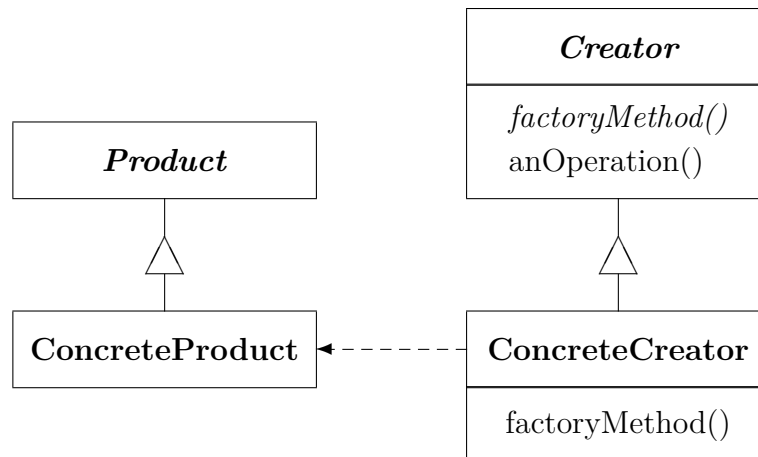 Creator
factoryMethod()
anOperation()
Product
ConcreteProduct
ConcreteCreator
factoryMethod()